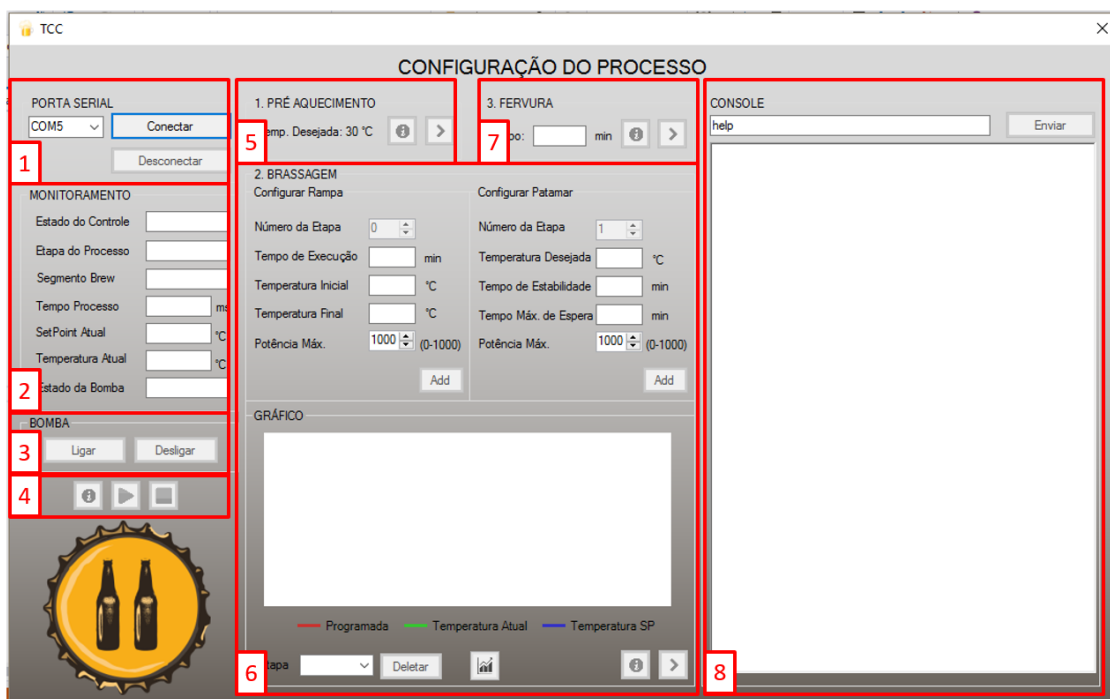 TCC
CONFIGURAÇÃO DO PROCESSO
PORTA SERIAL
COM5
Conectar
Desconectar
1
MONITORAMENTO
Estado do Controle
Etapa do Processo
Segmento Brew
Tempo Processo ms
SetPoint Atual °C
Temperatura Atual °C
Estado da Bomba
2
BOMBA
3
Ligar
Desligar
4
1. PRÉ AQUECIMENTO
emp. Desejada: 30 °C
5
3. FERVURA
po: min
7
2. BRASSAGEM
Configurar Rampa
Número da Etapa 0
Tempo de Execução min
Temperatura Inicial °C
Temperatura Final °C
Potência Máx. 1000 (0-1000)
Add
Configurar Patamar
Número da Etapa 1
Temperatura Desejada °C
Tempo de Estabilidade min
Tempo Máx. de Espera min
Potência Máx. 1000 (0-1000)
Add
GRÁFICO
Programada Temperatura Atual Temperatura SP
6
tapa
Deletar
CONSOLE
help
Enviar
8